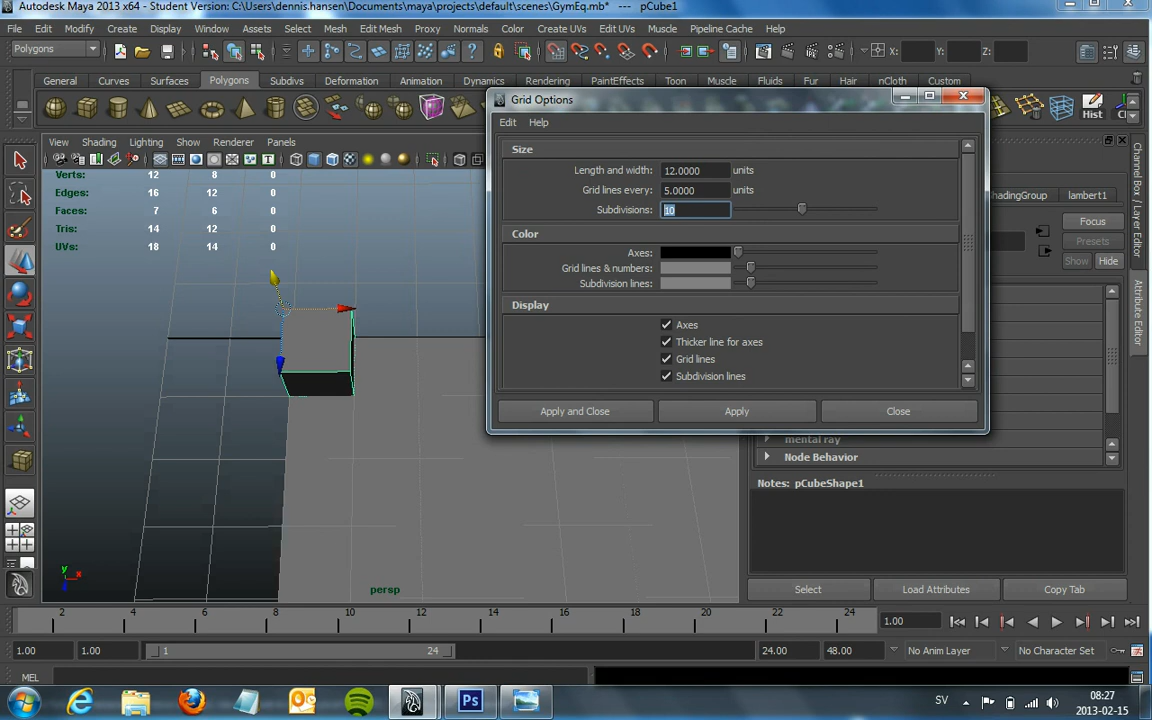 Autodesk Maya 2013 x64 - Student Version: C:\Users\dennis.hansen\Documents\maya\projects\default\scenes\GymEq.mb* --- pCube1
File Edit Modify Create Display Window Assets Select Mesh Edit Mesh Proxy Normals Color Create UVs Edit UVs Muscle Pipeline Cache Help
Polygons X: Y: Z:
General Curves Surfaces Polygons Subdivs Deformation Animation Dynamics Rendering PaintEffects Toon Muscle Fluids Fur Hair nCloth Custom
Hist
View Shading Lighting Show Renderer Panels
Verts: 12 8 0
Edges: 16 12 0
Faces: 7 6 0
Tris: 14 12 0
UVs: 18 14 0
persp
y
x
Grid Options
Edit Help
Size
Length and width: 12.0000 units
Grid lines every: 5.0000 units
Subdivisions: 10
Color
Axes:
Grid lines & numbers:
Subdivision lines:
Display
Axes
Thicker line for axes
Grid lines
Subdivision lines
Apply and Close Apply Close
ShadingGroup lambert1
Focus
Presets
Show Hide
Channel Box / Layer Editor
Attribute Editor
mental ray
Node Behavior
Notes: pCubeShape1
Select Load Attributes Copy Tab
2 4 6 8 10 12 14 16 18 20 22 24
1.00
1.00 1.00 1 24 24.00 48.00 No Anim Layer No Character Set
MEL
Ps
SV
08:27
2013-02-15